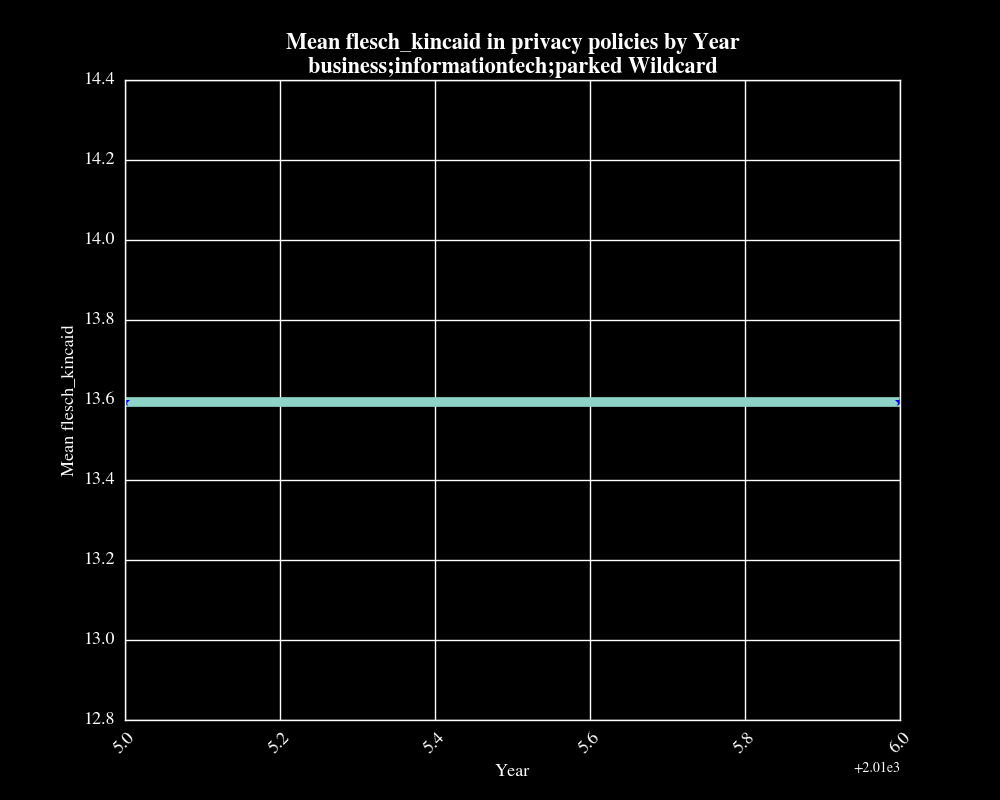 Mean flesch_kincaid in privacy policies by Year
business;informationtech;parked Wildcard
14.4
14.2
14.0
13.8
13.6
13.4
13.2
13.0
12.8
Mean flesch_kincaid
5.0 5.2 5.4 5.6 5.8 6.0
+2.01e3
Year